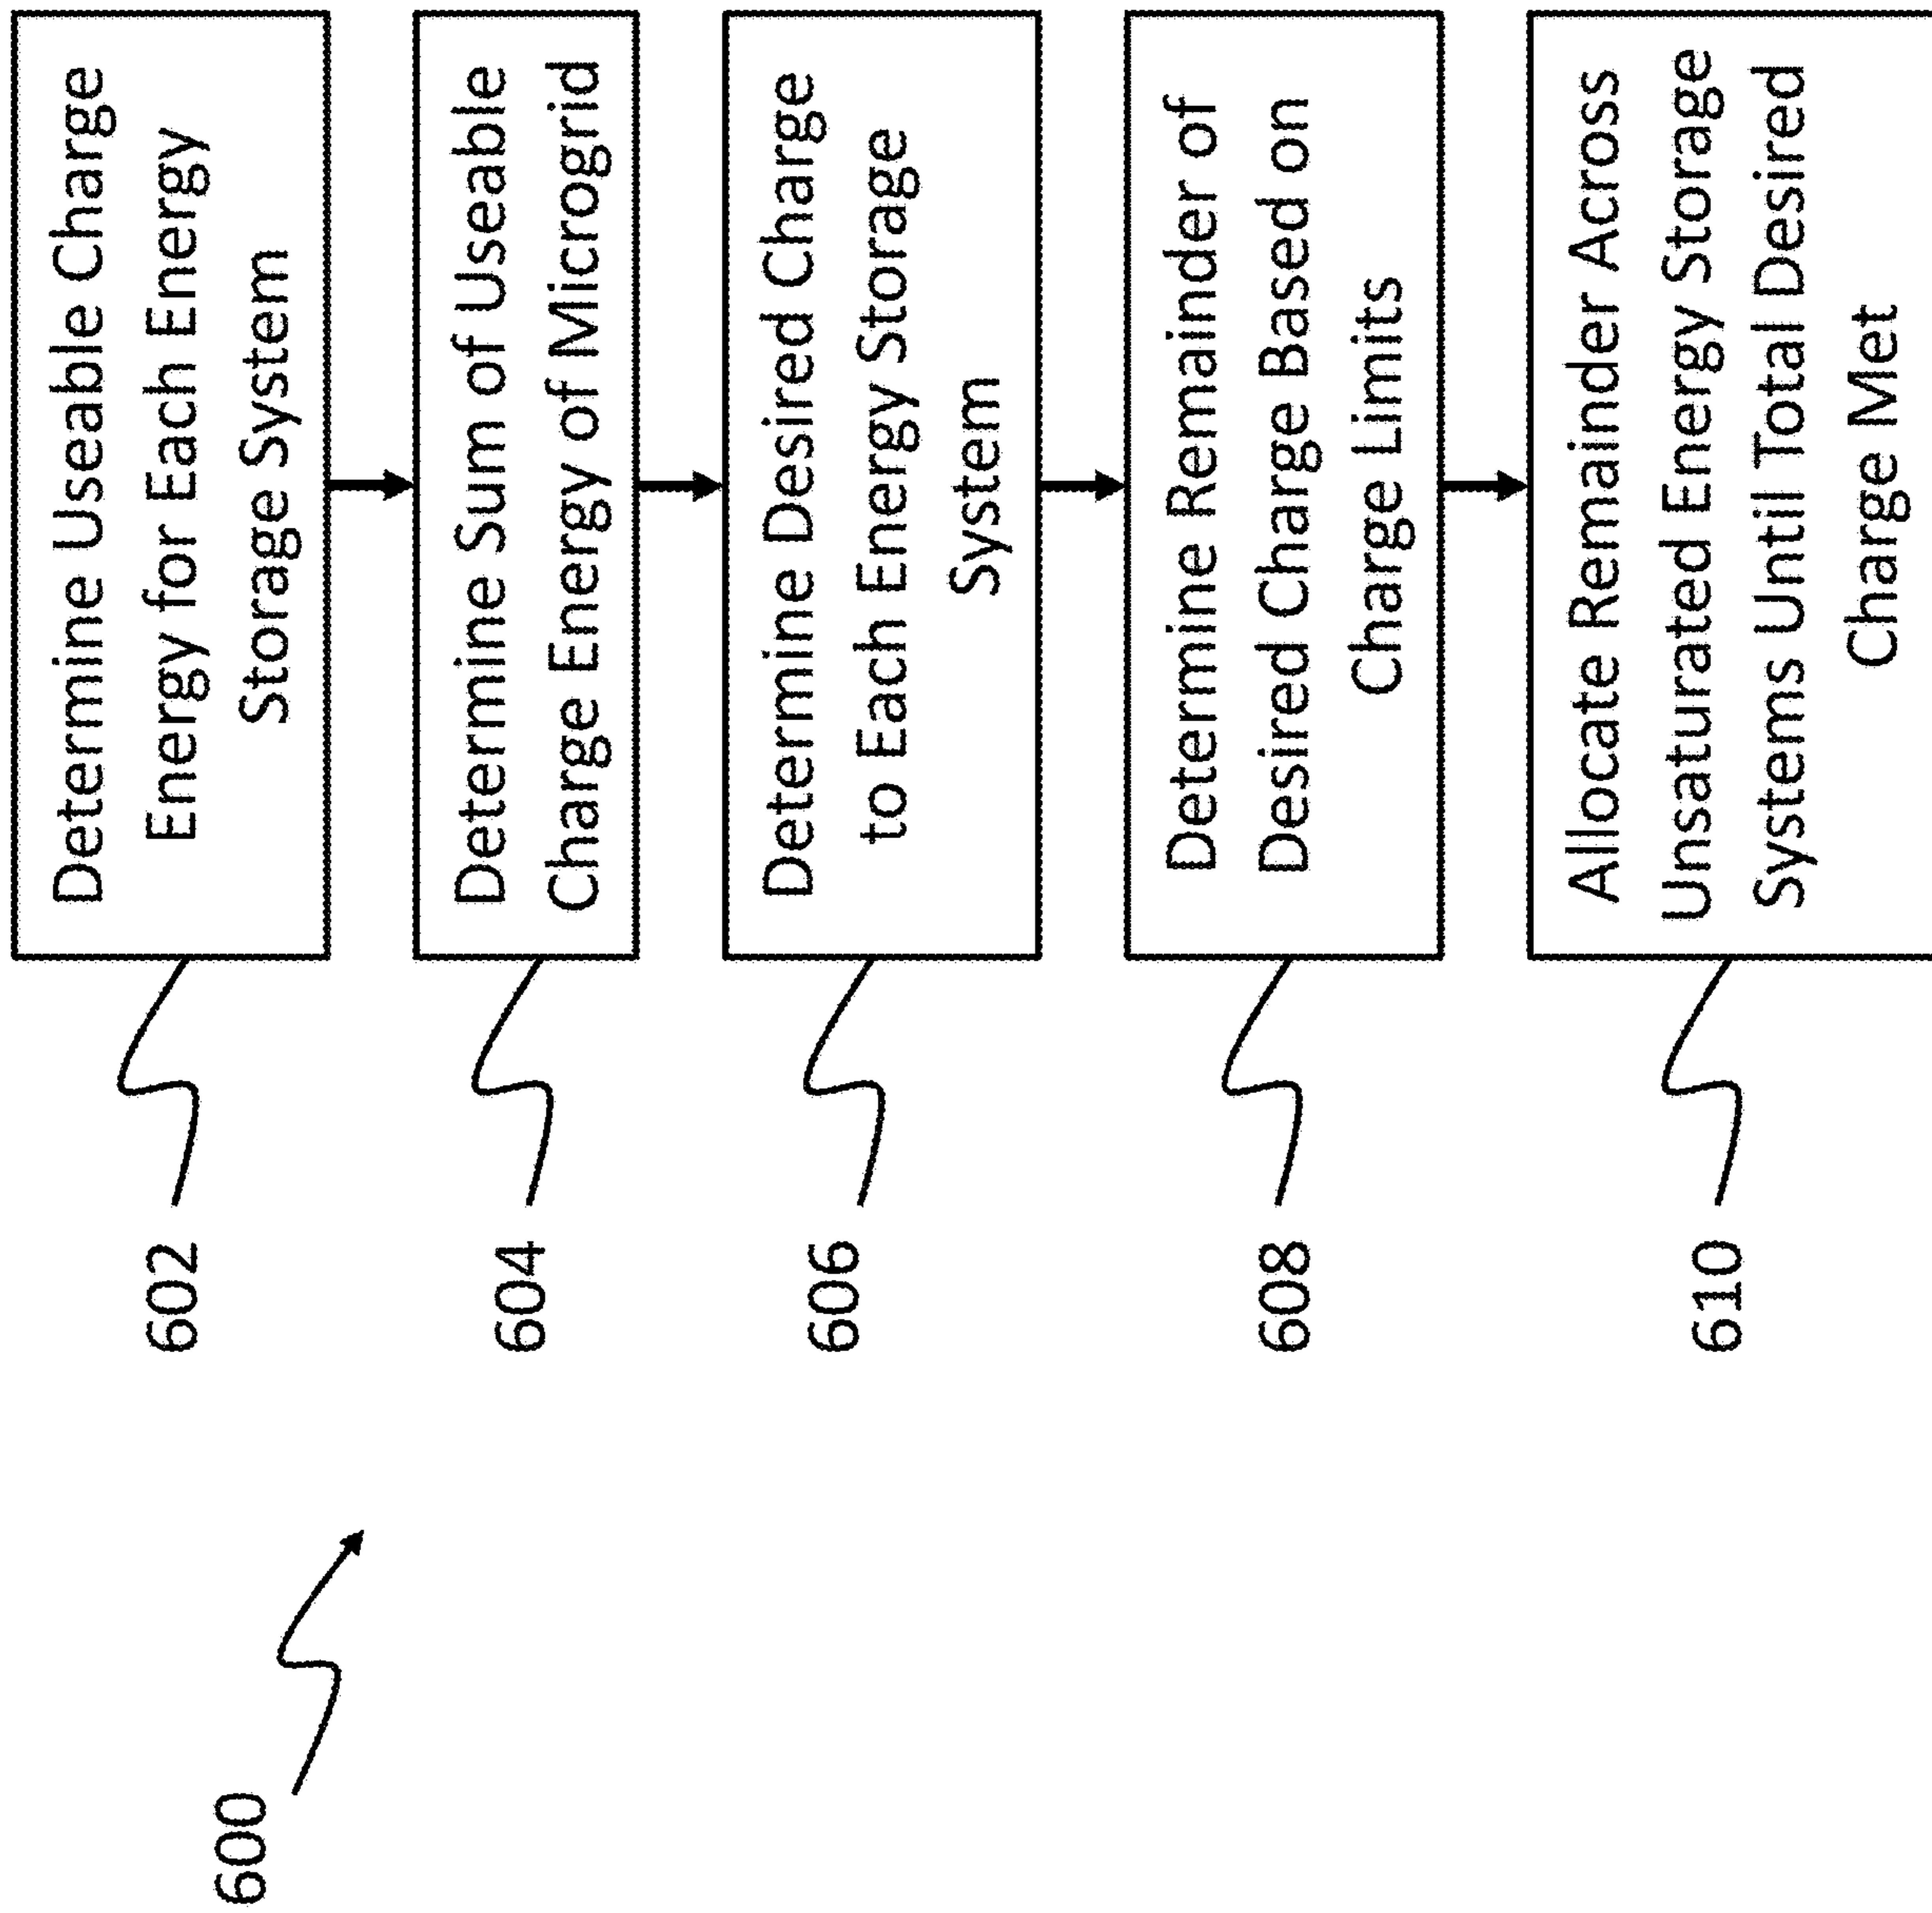 600
602
Determine Useable Charge
Energy for Each Energy
Storage System
604
Determine Sum of Useable
Charge Energy of Microgrid
606
Determine Desired Charge
to Each Energy Storage
System
608
Determine Remainder of
Desired Charge Based on
Charge Limits
610
Allocate Remainder Across
Unsaturated Energy Storage
Systems Until Total Desired
Charge Met